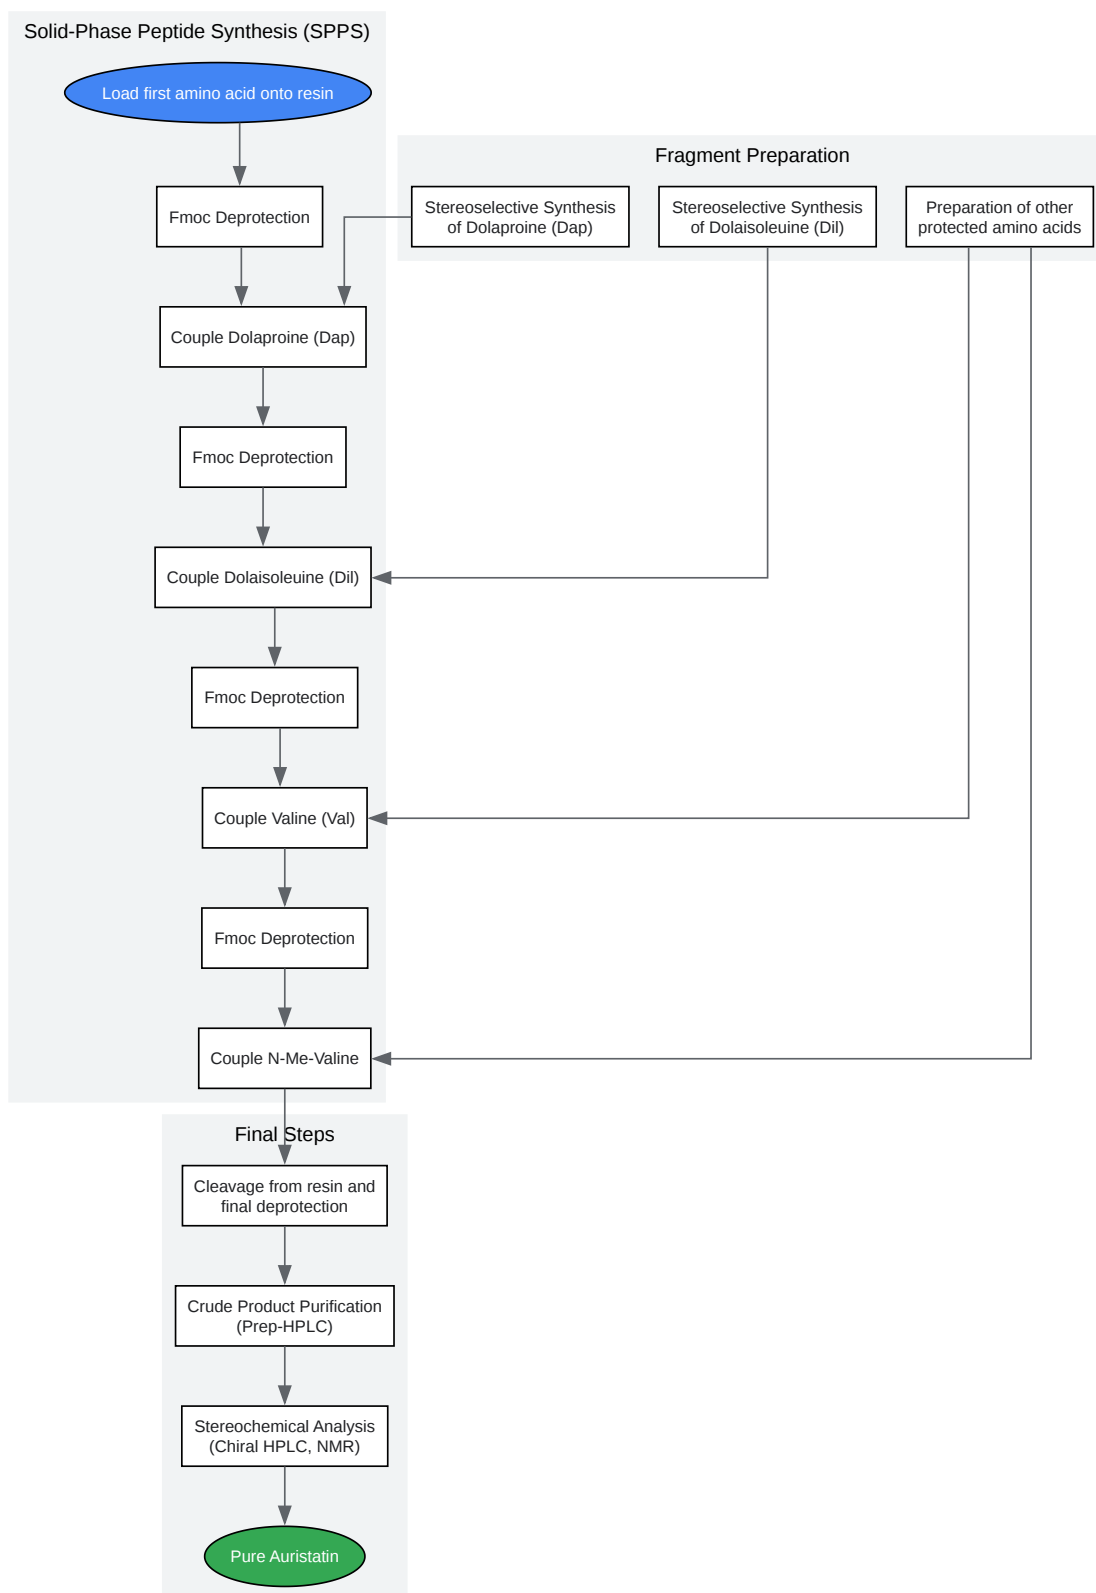 Solid-Phase Peptide Synthesis (SPPS)
Load first amino acid onto resin
Fragment Preparation
Fmoc Deprotection
Stereoselective Synthesis
of Dolaproine (Dap)
Stereoselective Synthesis
of Dolaisoleuine (Dil)
Preparation of other
protected amino acids
Couple Dolaproine (Dap)
Fmoc Deprotection
Couple Dolaisoleuine (Dil)
Fmoc Deprotection
Couple Valine (Val)
Fmoc Deprotection
Couple N-Me-Valine
Final Steps
Cleavage from resin and
final deprotection
Crude Product Purification
(Prep-HPLC)
Stereochemical Analysis
(Chiral HPLC, NMR)
Pure Auristatin